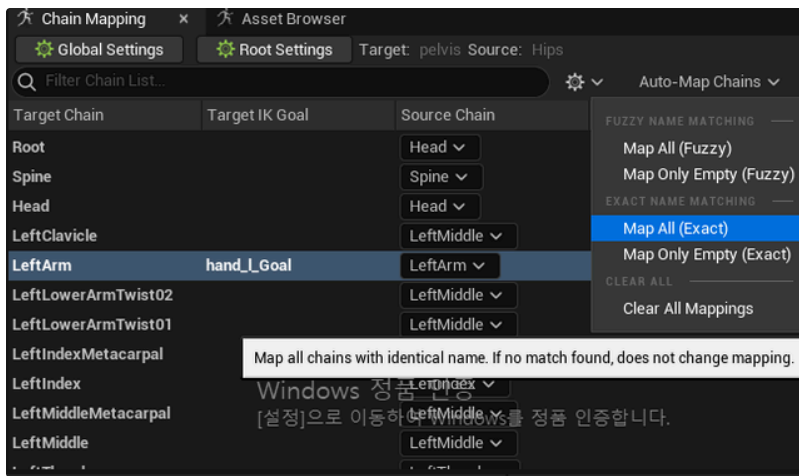 Chain Mapping × Asset Browser
Global Settings Root Settings Target: pelvis Source: Hips
Filter Chain List... Auto-Map Chains
Target Chain Target IK Goal Source Chain
FUZZY NAME MATCHING
Root Head
Map All (Fuzzy)
Spine Spine
Map Only Empty (Fuzzy)
Head Head
EXACT NAME MATCHING
LeftClavicle LeftMiddle
Map All (Exact)
LeftArm hand_l_Goal LeftArm
Map Only Empty (Exact)
CLEAR ALL
LeftLowerArmTwist02 LeftMiddle
Clear All Mappings
LeftLowerArmTwist01 LeftMiddle
LeftIndexMetacarpal
Map all chains with identical name. If no match found, does not change mapping.
LeftIndex LeftIndex
Windows 정품 인증
LeftMiddleMetacarpal LeftMiddle
[설정]으로 이동하여 Windows를 정품 인증합니다.
LeftMiddle LeftMiddle